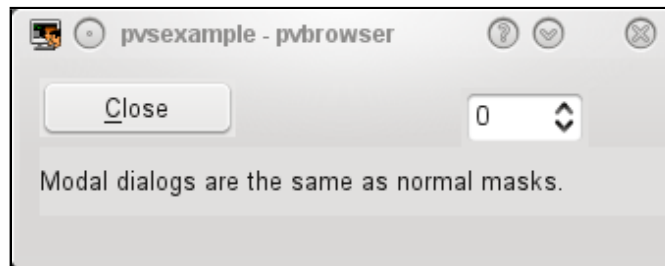 pvsexample - pvbrowser
Close
0
Modal dialogs are the same as normal masks.